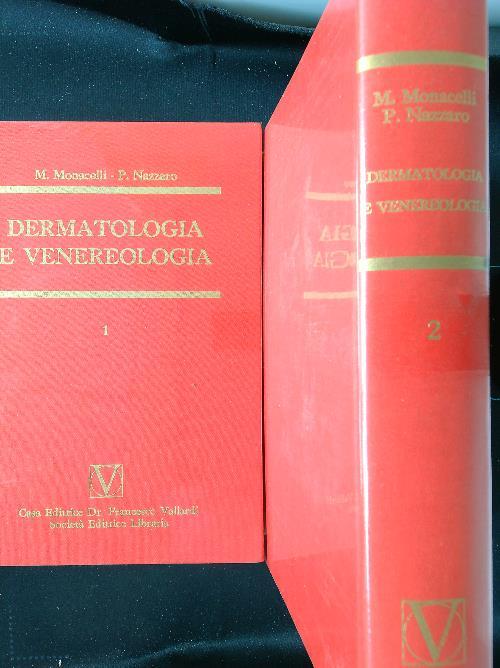 M. Monacelli - P. Nazzaro
DERMATOLOGIA
E VENEREOLOGIA
1
V
Casa Editrice Dr. Francesco Vallardi
Società Editrice Libraria
M. Monacelli
P. Nazzaro
DERMATOLOGIA
E VENEREOLOGIA
2
V